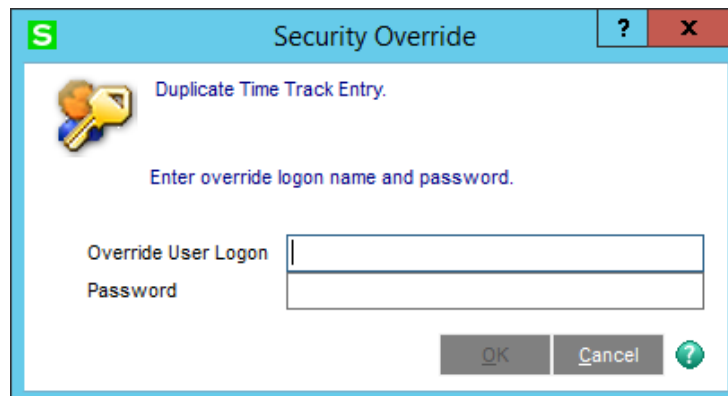 S Security Override ? x
Duplicate Time Track Entry.
Enter override logon name and password.
Override User Logon
Password
OK Cancel ?